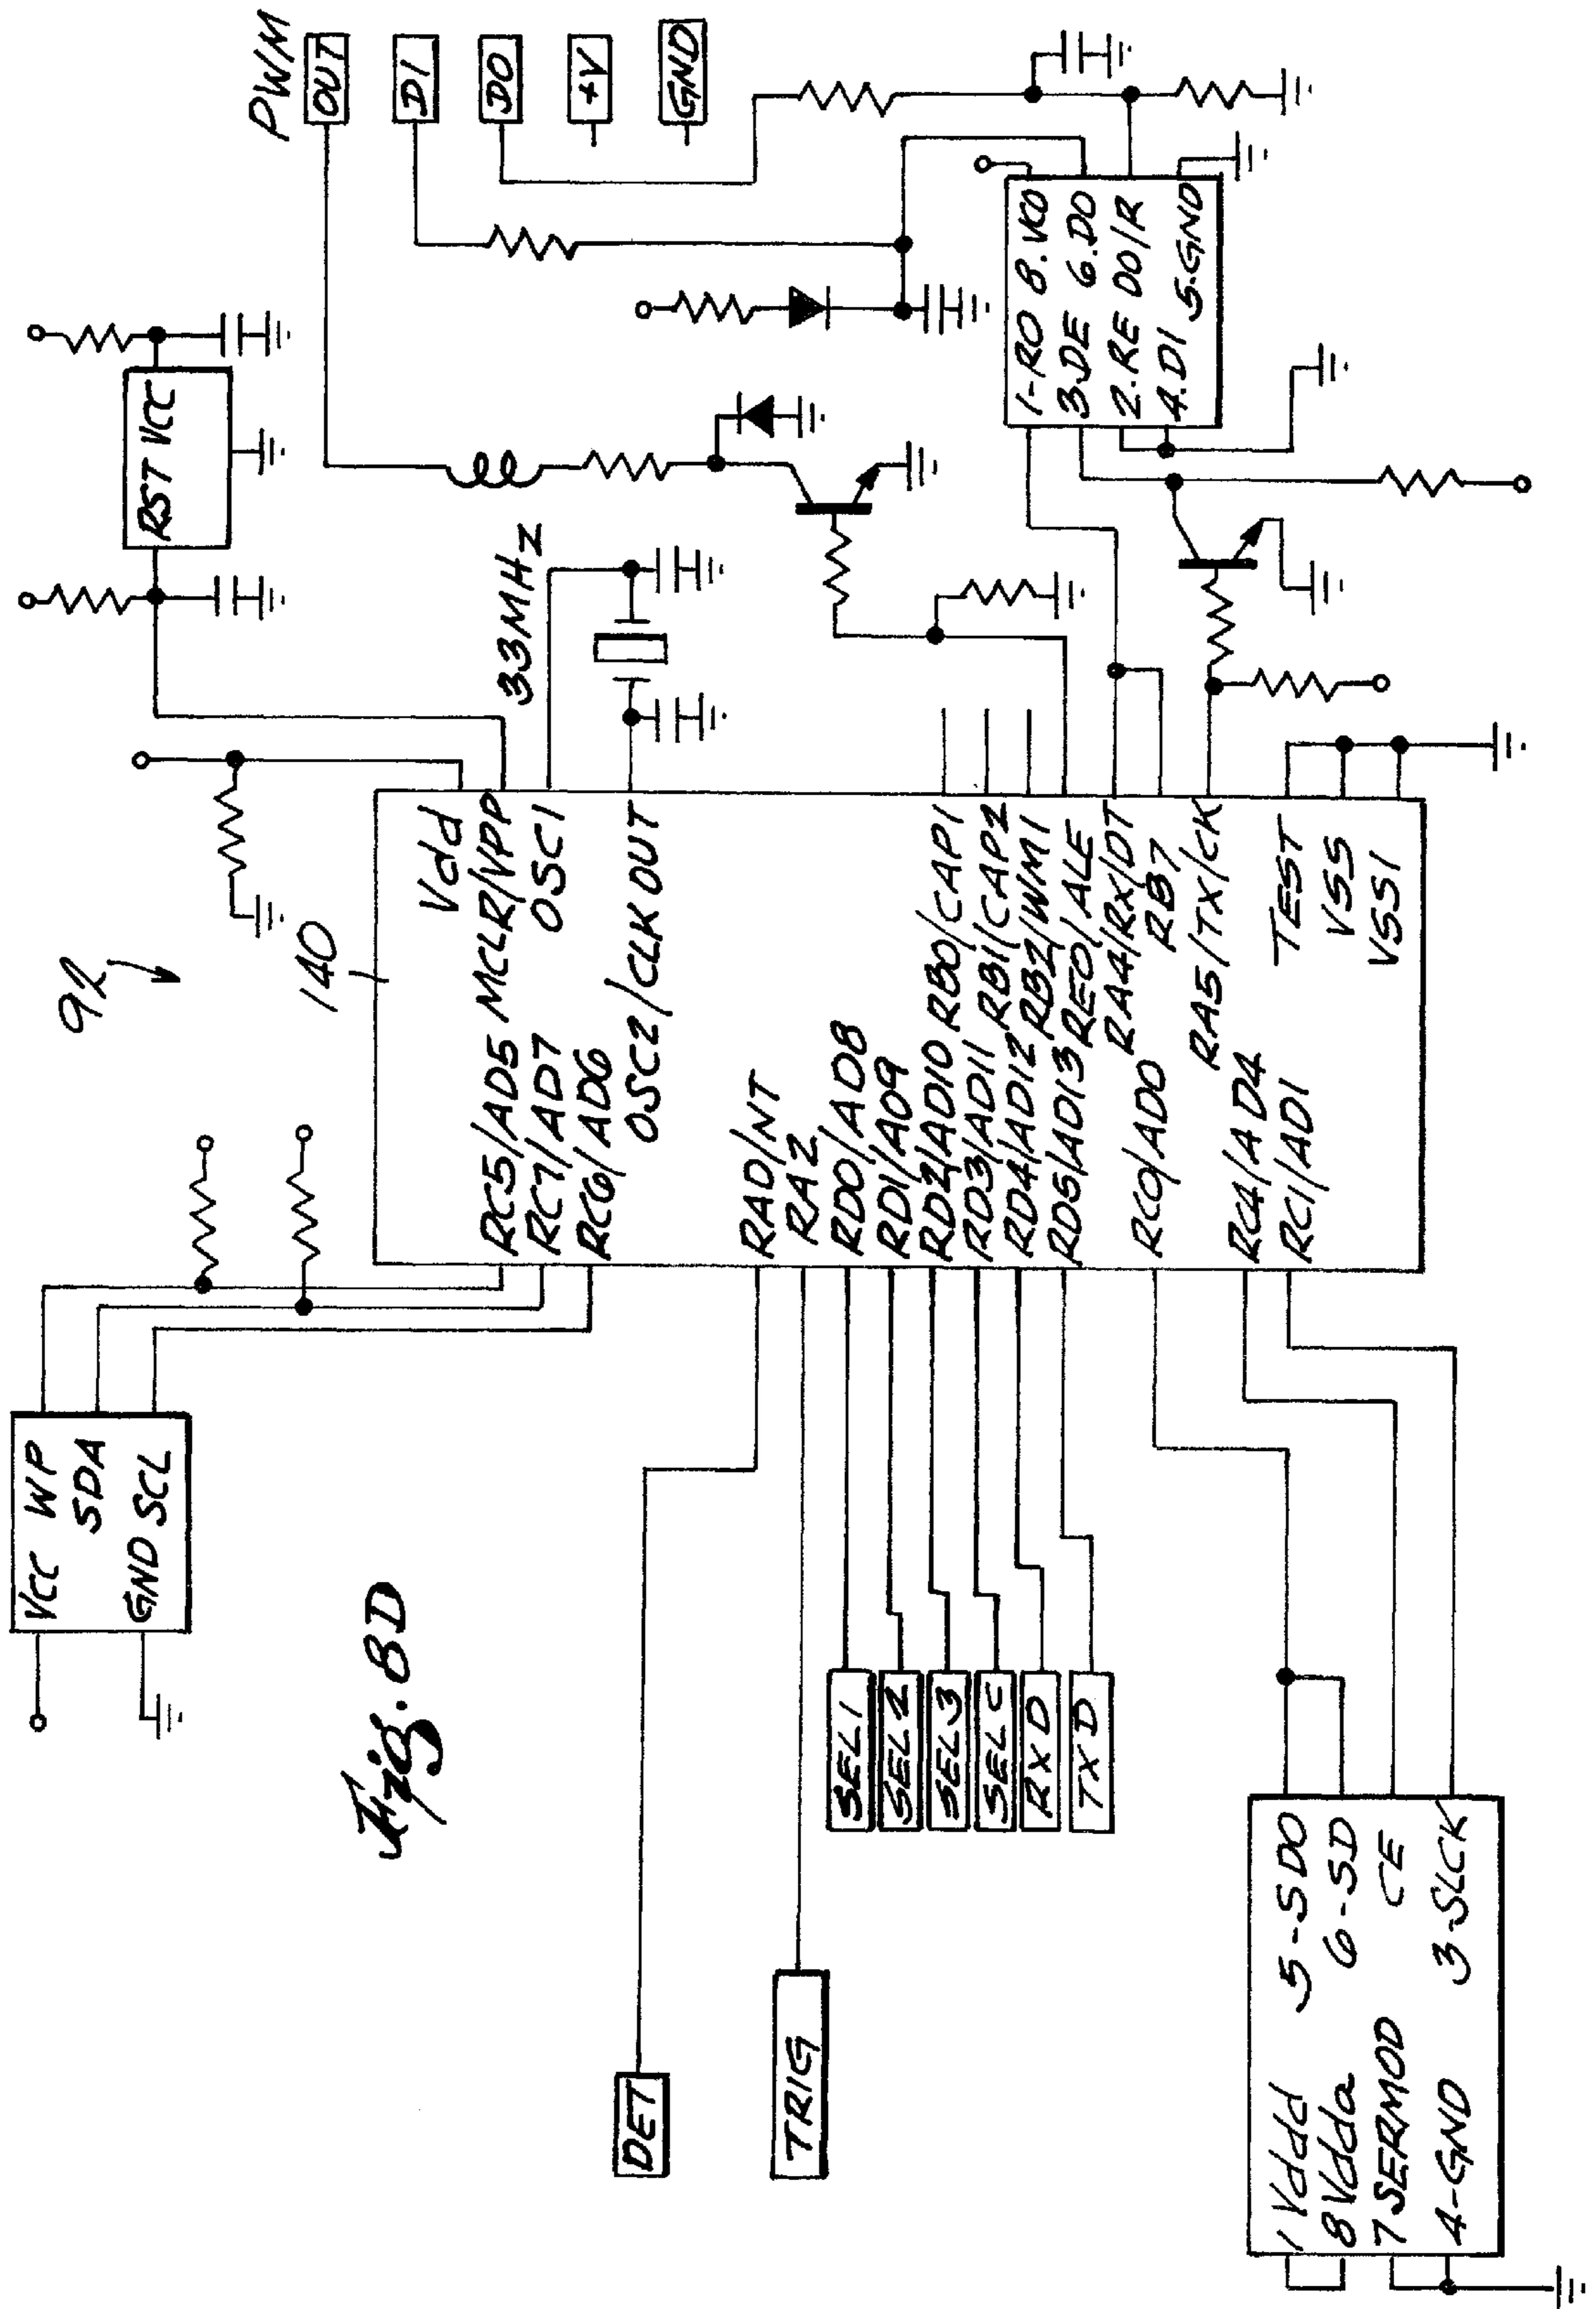 Fig. 8D
92
140
VCC WP
SDA
GND SCL
RST VCC
PWM
OUT
DI
DO
+V
GND
33MHz
Vdd
RC5/AD5 MCLR/VPP
RC7/AD7 OSC1
RC6/AD6
OSC2/CLK OUT
RAD/NT
RA2
RD0/AD8
RD1/A09
RD2/AD10 RB0/CAP1
RD3/AD11 RB1/CAP2
RD4/AD12 RB2/WM1
RD5/AD13 RE0/ALE
RA4/RX/DT
RC0/AD0 RB7
RA5/TX/CK
RC4/AD4
RC1/AD1 TEST
VSS
VSS1
1-RO 8.VCO
3.DE 6.DO
2.RE DO/R
4.DI 5.GND
DET
TRIG
SEL1
SEL2
SEL3
SELC
RXD
TXD
1 Vddd 5-SDO
8 Vdda 6-SD
7 SERMOD CE
4-GND 3-SLCK